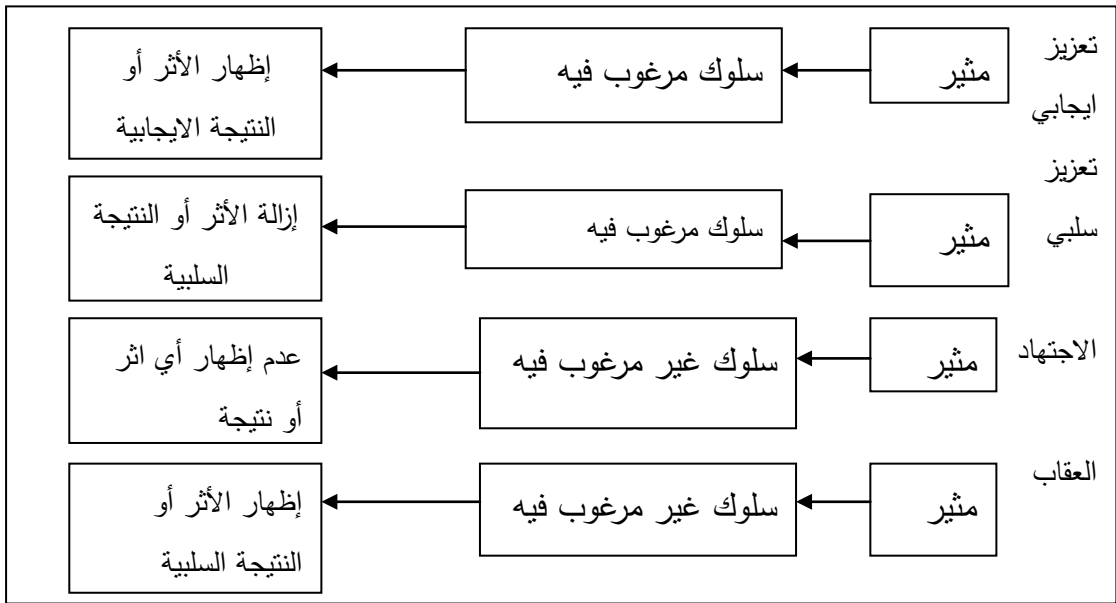 تعزيز
ايجابي
مثير
سلوك مرغوب فيه
إظهار الأثر أو
النتيجة الايجابية
تعزيز
سلبي
مثير
سلوك مرغوب فيه
إزالة الأثر أو النتيجة
السلبية
الاجتهاد
مثير
سلوك غير مرغوب فيه
عدم إظهار أي اثر
أو نتيجة
العقاب
مثير
سلوك غير مرغوب فيه
إظهار الأثر أو
النتيجة السلبية